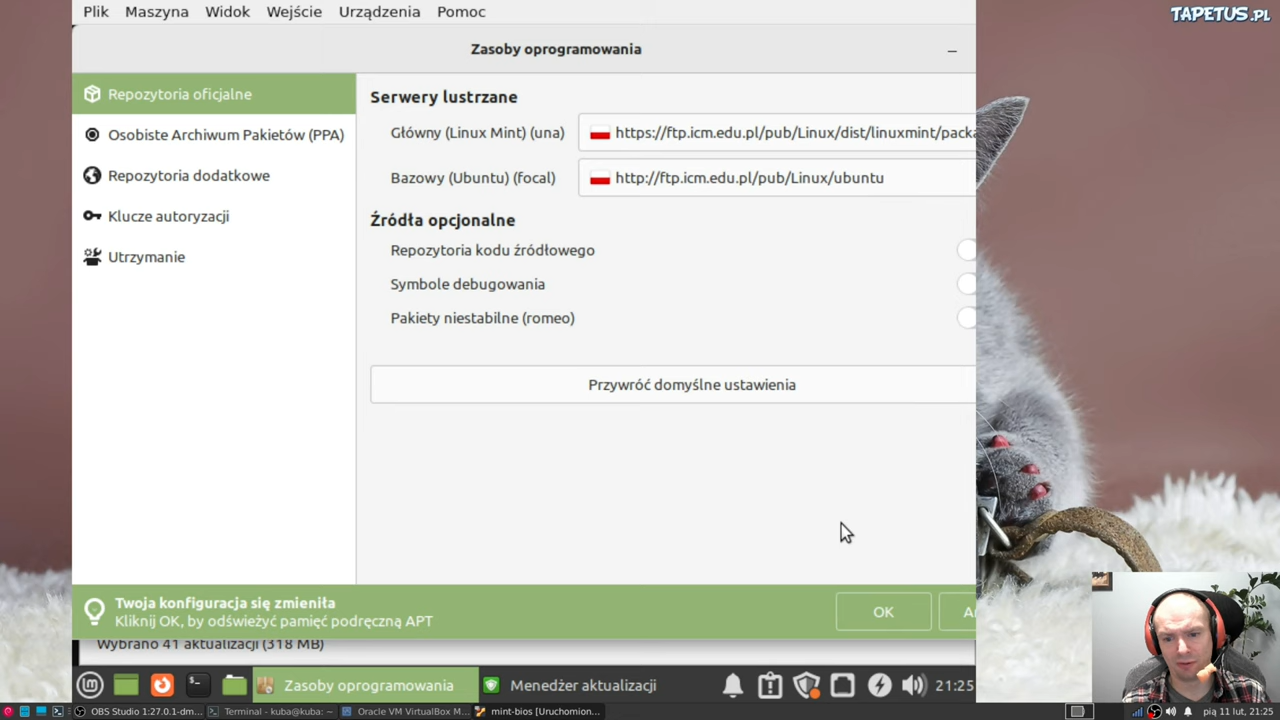 Plik Maszyna Widok Wejście Urządzenia Pomoc
TAPETUS.PL
Zasoby oprogramowania
Repozytoria oficjalne
Osobiste Archiwum Pakietów (PPA)
Repozytoria dodatkowe
Klucze autoryzacji
Utrzymanie
Serwery lustrzane
Główny (Linux Mint) (una) https://ftp.icm.edu.pl/pub/Linux/dist/linuxmint/packa
Bazowy (Ubuntu) (focal) http://ftp.icm.edu.pl/pub/Linux/ubuntu
Źródła opcjonalne
Repozytoria kodu źródłowego
Symbole debugowania
Pakiety niestabilne (romeo)
Przywróć domyślne ustawienia
Twoja konfiguracja się zmieniła
Kliknij OK, by odświeżyć pamięć podręczną APT
OK
Wybrano 41 aktualizacji (318 MB)
Zasoby oprogramowania Menedżer aktualizacji 21:25
OBS Studio 1:27.0.1-dm... Terminal - kuba@kuba: ~ Oracle VM VirtualBox M... mint-bios [Uruchomion... pią 11 lut, 21:25